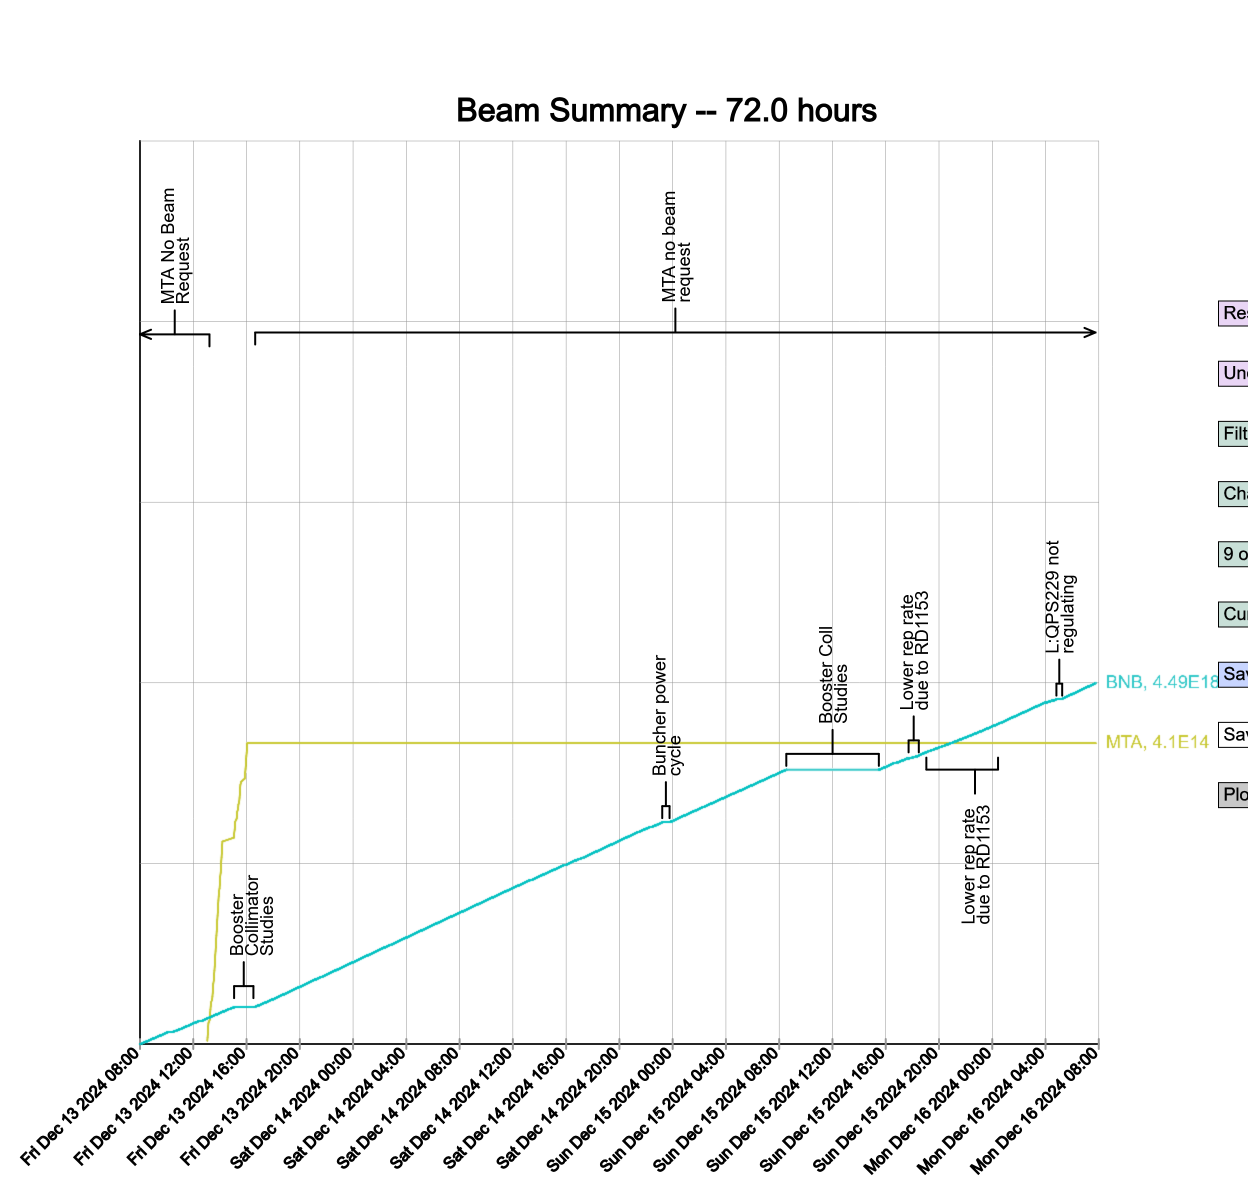 Beam Summary -- 72.0 hours
MTA No Beam
Request
MTA no beam
request
Booster
Collimator
Studies
Buncher power
cycle
Booster Coll
Studies
Lower rep rate
due to RD1153
Lower rep rate
due to RD1153
L:QPS229 not
regulating
BNB, 4.49E18
MTA, 4.1E14
Res
Filt
Cha
9 o
Sav
Sav
Plo
Fri Dec 13 2024 08:00
Fri Dec 13 2024 12:00
Fri Dec 13 2024 16:00
Fri Dec 13 2024 20:00
Sat Dec 14 2024 00:00
Sat Dec 14 2024 04:00
Sat Dec 14 2024 08:00
Sat Dec 14 2024 12:00
Sat Dec 14 2024 16:00
Sat Dec 14 2024 20:00
Sun Dec 15 2024 00:00
Sun Dec 15 2024 04:00
Sun Dec 15 2024 08:00
Sun Dec 15 2024 12:00
Sun Dec 15 2024 16:00
Sun Dec 15 2024 20:00
Mon Dec 16 2024 00:00
Mon Dec 16 2024 04:00
Mon Dec 16 2024 08:00